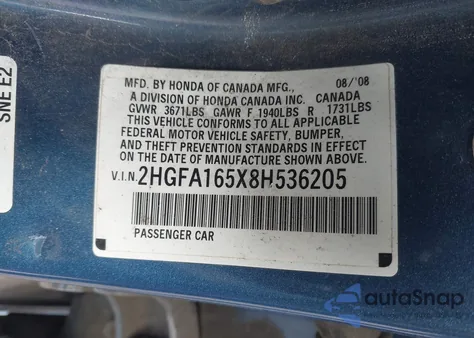 SNE E2
MFD. BY HONDA OF CANADA MFG., 08/'08
A DIVISION OF HONDA CANADA INC. CANADA
GVWR 3671LBS GAWR F 1940LBS R 1731LBS
THIS VEHICLE CONFORMS TO ALL APPLICABLE
FEDERAL MOTOR VEHICLE SAFETY, BUMPER,
AND THEFT PREVENTION STANDARDS IN EFFECT
ON THE DATE OF MANUFACTURE SHOWN ABOVE.
V.I.N. 2HGFA165X8H536205
PASSENGER CAR
autoSnap